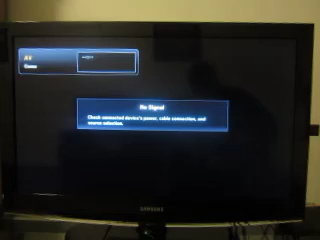 AV
No Signal
Check connected device's power, cable connection, and
source selection.
SAMSUNG